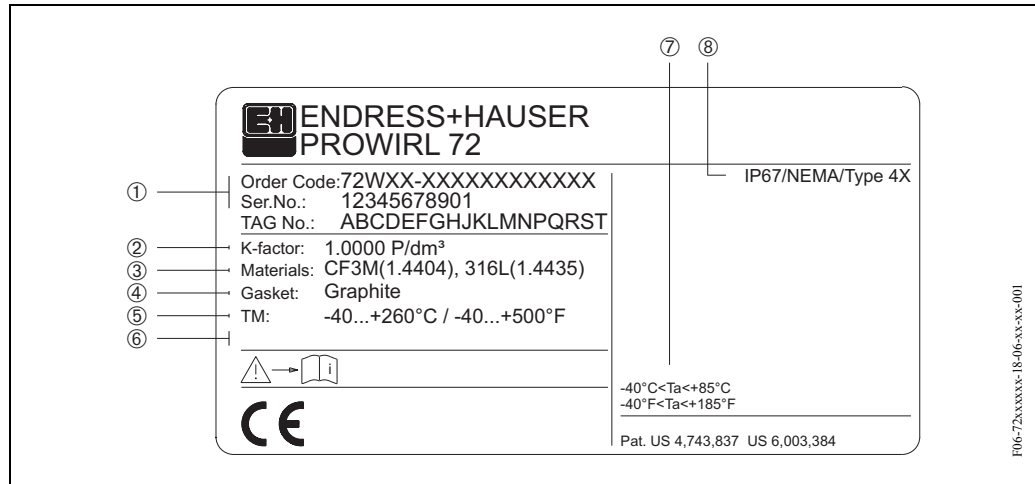 ⑦ ⑧
E+H ENDRESS+HAUSER
PROWIRL 72
IP67/NEMA/Type 4X
① Order Code:72WXX-XXXXXXXXXXXX
Ser.No.: 12345678901
TAG No.: ABCDEFGHJKLMNPQRST
② K-factor: 1.0000 P/dm³
③ Materials: CF3M(1.4404), 316L(1.4435)
④ Gasket: Graphite
⑤ TM: -40...+260°C / -40...+500°F
⑥
i
-40°C<Ta<+85°C
-40°F<Ta<+185°F
CE
Pat. US 4,743,837 US 6,003,384
F06-72xxxxxx-18-06-xx-xx-001